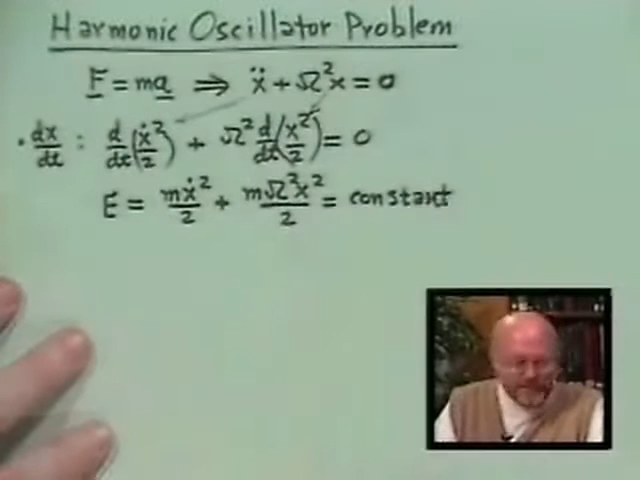 Harmonic Oscillator Problem
F = ma ⇒ ẍ + Ω²x = 0
· dx/dt : d/dt(ẋ²/2) + Ω² d/dt(x²/2) = 0
E = mẋ²/2 + mΩ²x²/2 = constant